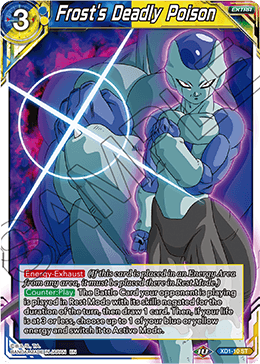 3
Frost's Deadly Poison
EXTRA
Energy-Exhaust (If this card is placed in an Energy Area
from any area, it must be placed there in Rest Mode.)
Counter:Play The Battle Card your opponent is playing
is played in Rest Mode with its skills negated for the
duration of the turn, then draw 1 card. Then, if your life
is at 3 or less, choose up to 1 of your blue or yellow
energy and switch it to Active Mode.
XD1-10 ST